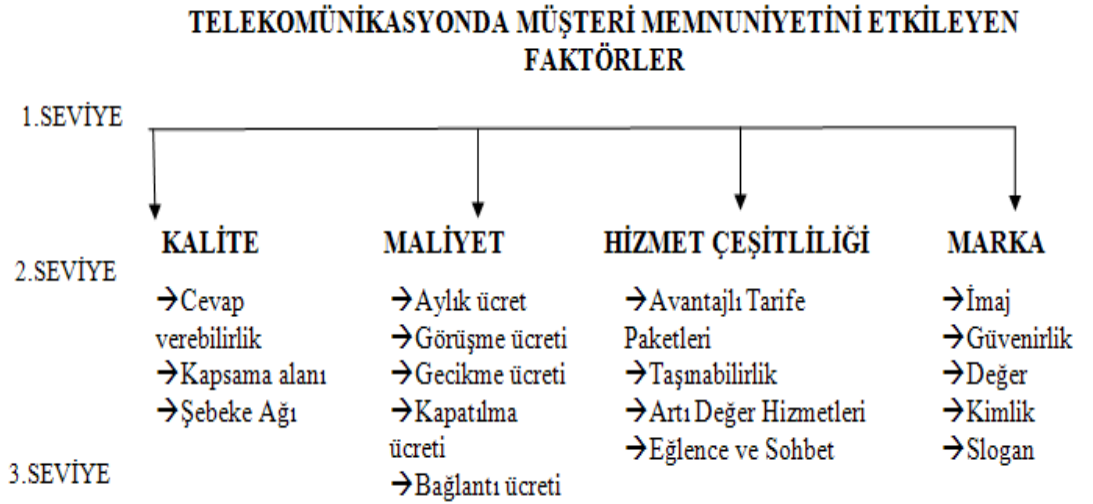 TELEKOMÜNİKASYONDA MÜŞTERİ MEMNUNİYETİNİ ETKİLEYEN
FAKTÖRLER
1.SEVİYE
KALİTE
MALİYET
HİZMET ÇEŞİTLİLİĞİ
MARKA
2.SEVİYE
→Cevap
verebilirlik
→Kapsama alanı
→Şebeke Ağı
→Aylık ücret
→Görüşme ücreti
→Gecikme ücreti
→Kapatılma
ücreti
→Bağlantı ücreti
→Avantajlı Tarife
Paketleri
→Taşınabilirlik
→Artı Değer Hizmetleri
→Eğlence ve Sohbet
→İmaj
→Güvenirlik
→Değer
→Kimlik
→Slogan
3.SEVİYE